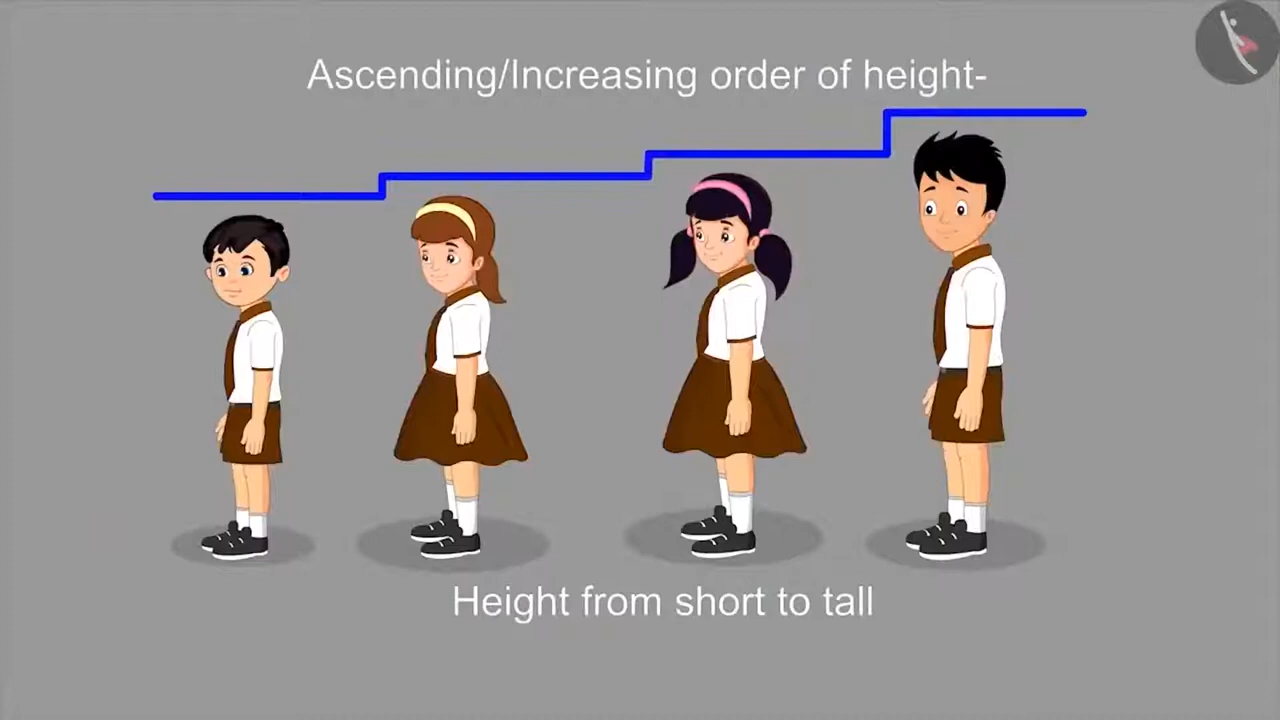 Ascending/Increasing order of height-
Height from short to tall